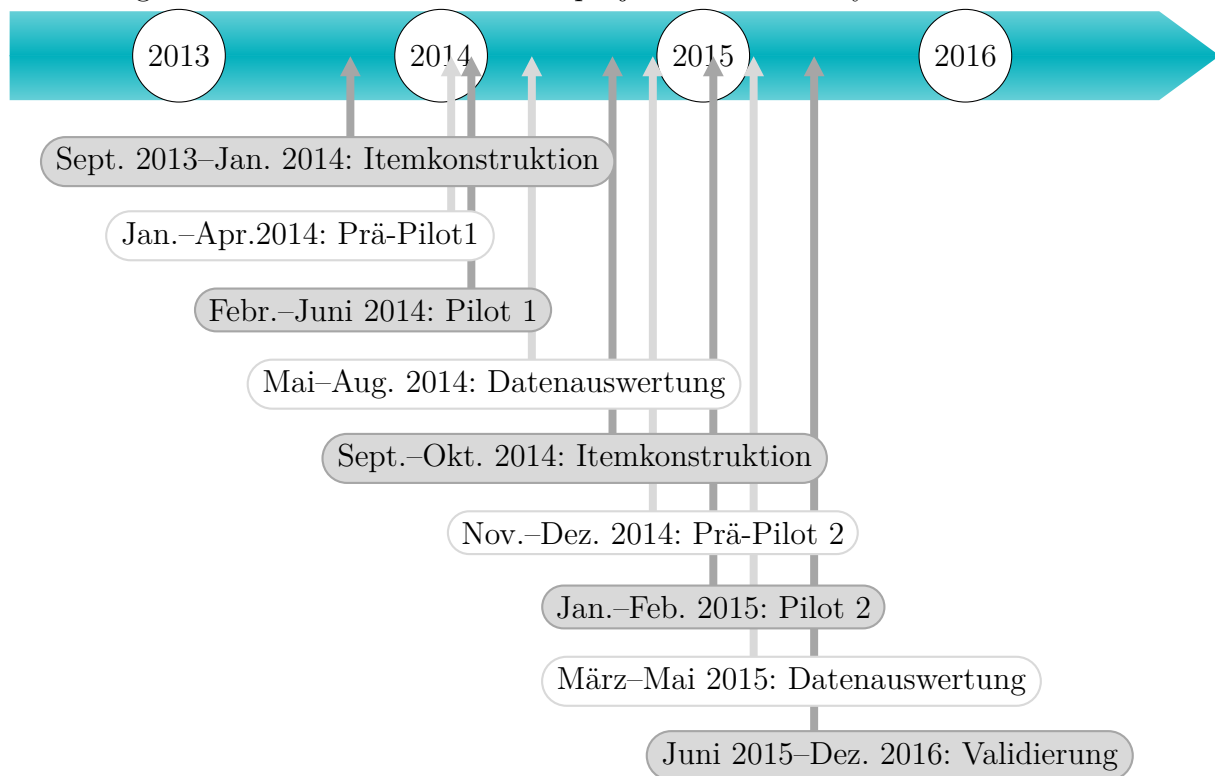 2013 2014 2015 2016
Sept. 2013–Jan. 2014: Itemkonstruktion
Jan.–Apr.2014: Prä-Pilot1
Febr.–Juni 2014: Pilot 1
Mai–Aug. 2014: Datenauswertung
Sept.–Okt. 2014: Itemkonstruktion
Nov.–Dez. 2014: Prä-Pilot 2
Jan.–Feb. 2015: Pilot 2
März–Mai 2015: Datenauswertung
Juni 2015–Dez. 2016: Validierung